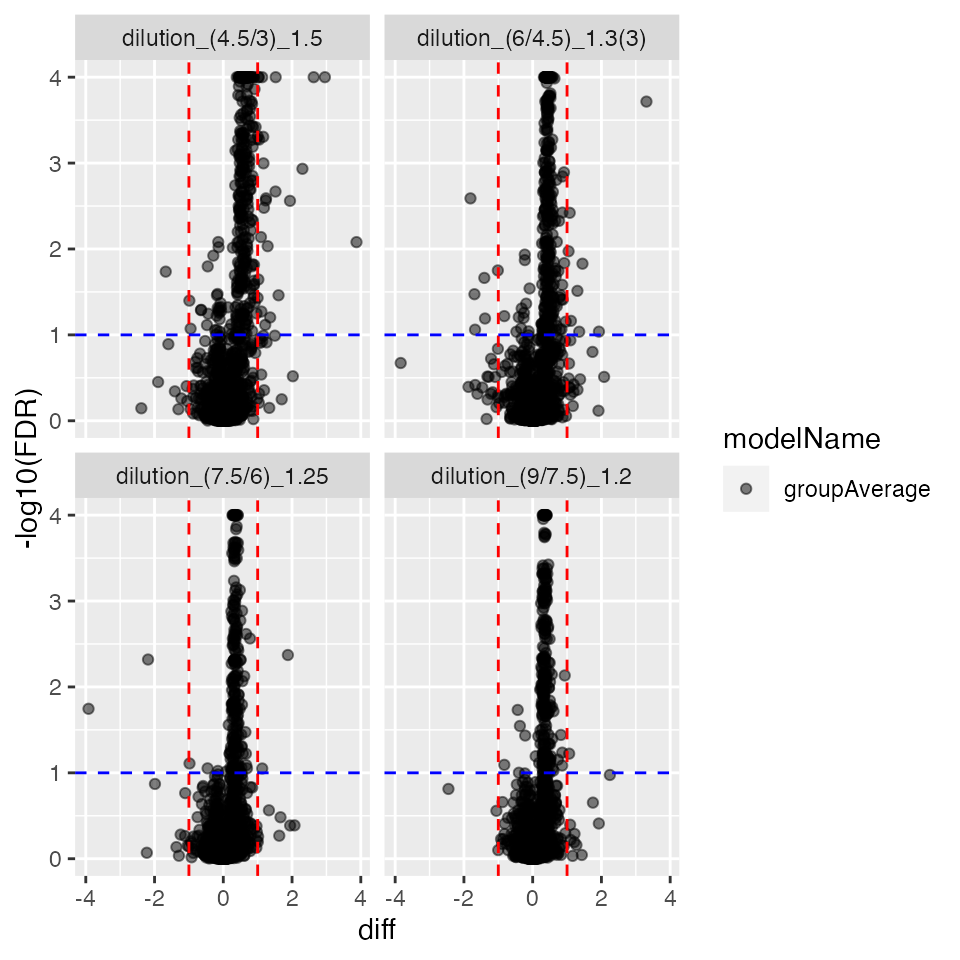 dilution_(4.5/3)_1.5
dilution_(6/4.5)_1.3(3)
4
3
2
1
0
dilution_(7.5/6)_1.25
dilution_(9/7.5)_1.2
4
3
2
1
0
-4 -2 0 2 4
-4 -2 0 2 4
diff
-log10(FDR)
modelName
groupAverage